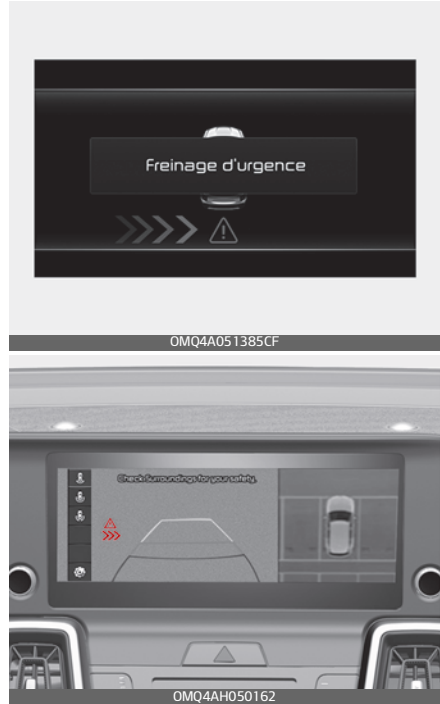 Freinage d'urgence
OMQ4A051385CF
Check Surroundings for your safety.
OMQ4AH050162